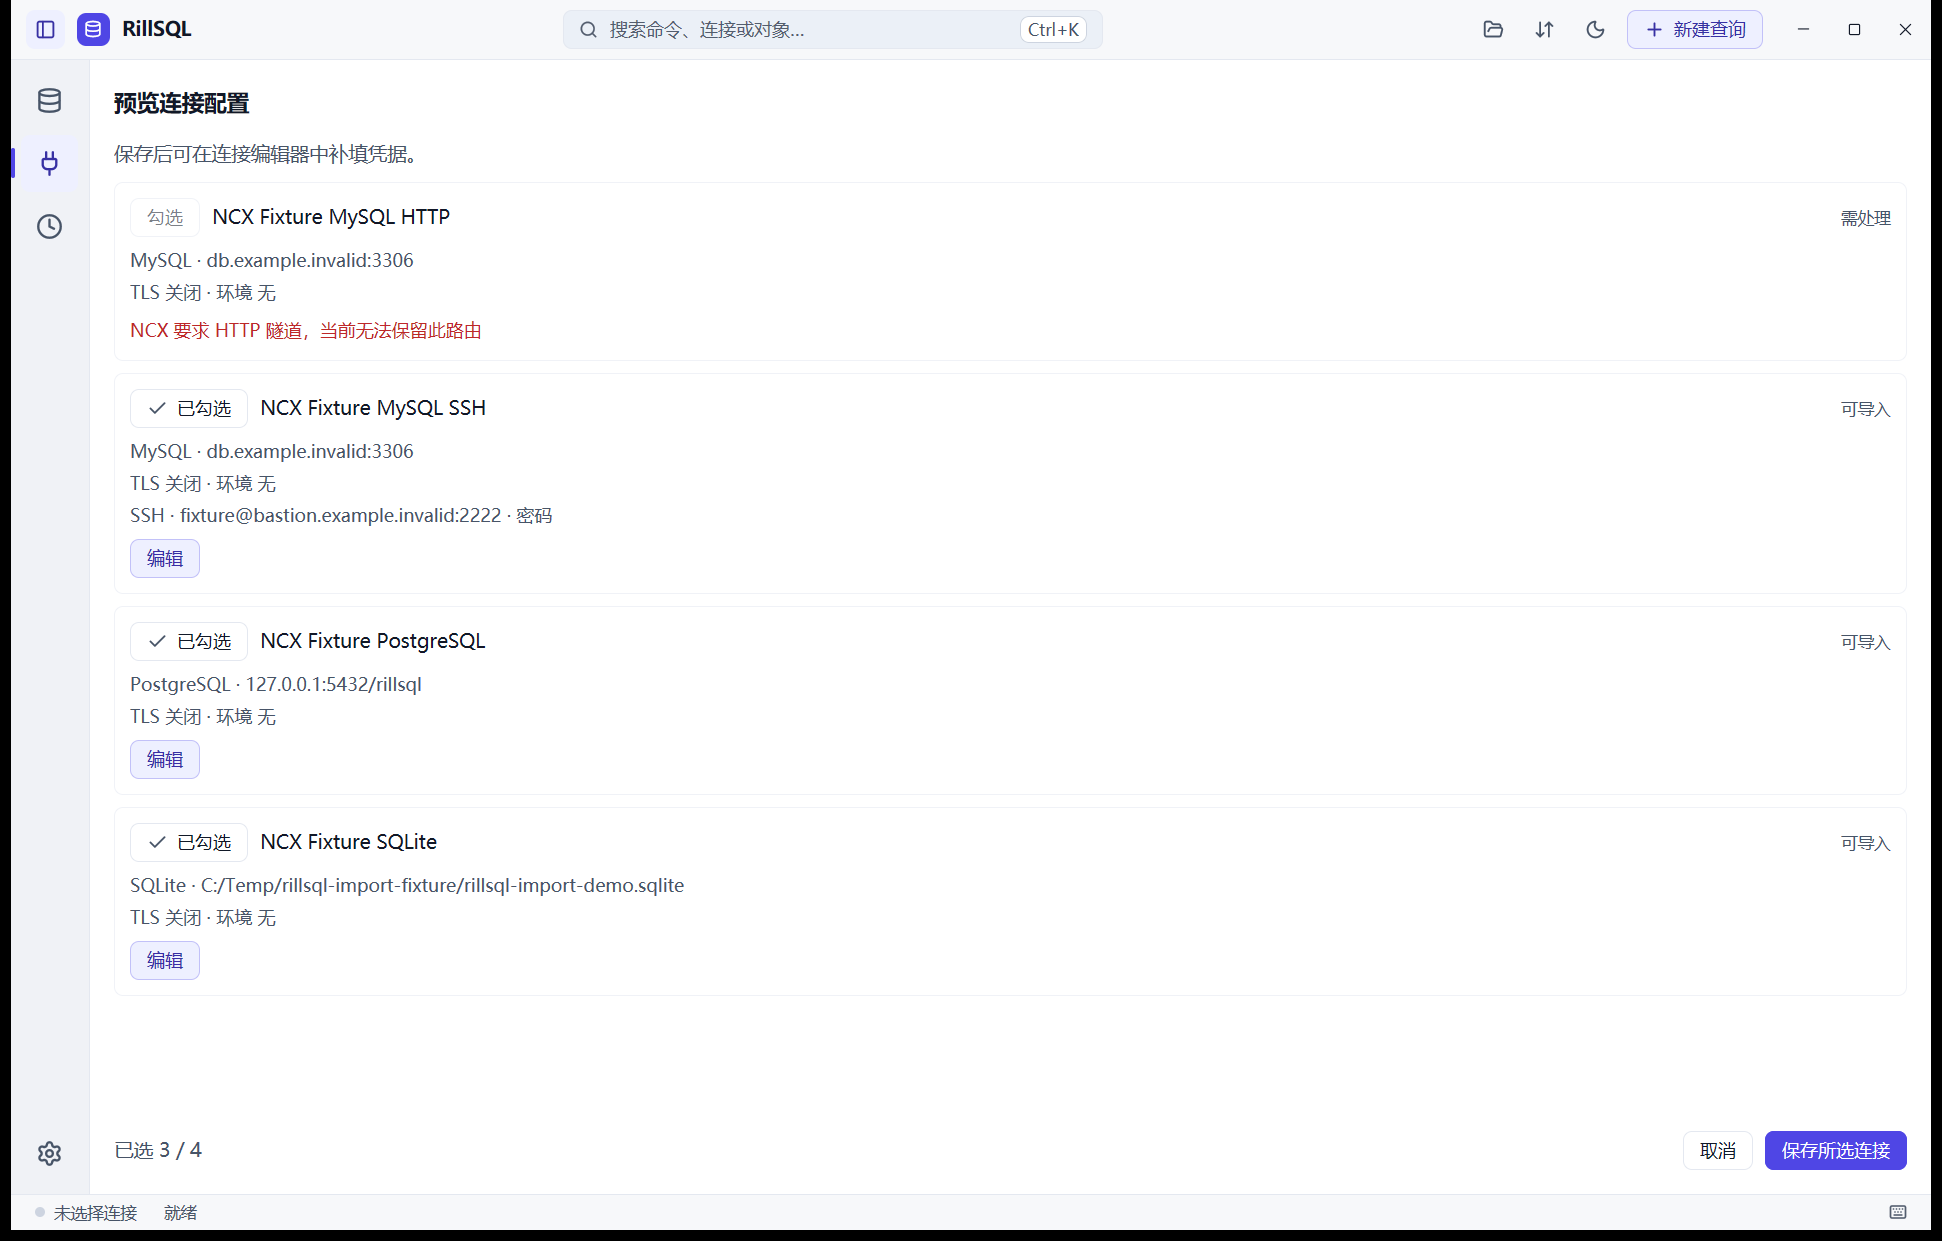 RillSQL
搜索命令、连接或对象...
Ctrl+K
新建查询
预览连接配置
保存后可在连接编辑器中补填凭据。
勾选 NCX Fixture MySQL HTTP 需处理
MySQL · db.example.invalid:3306
TLS 关闭 · 环境 无
NCX 要求 HTTP 隧道，当前无法保留此路由
已勾选 NCX Fixture MySQL SSH 可导入
MySQL · db.example.invalid:3306
TLS 关闭 · 环境 无
SSH · fixture@bastion.example.invalid:2222 · 密码
编辑
已勾选 NCX Fixture PostgreSQL 可导入
PostgreSQL · 127.0.0.1:5432/rillsql
TLS 关闭 · 环境 无
编辑
已勾选 NCX Fixture SQLite 可导入
SQLite · C:/Temp/rillsql-import-fixture/rillsql-import-demo.sqlite
TLS 关闭 · 环境 无
编辑
已选 3 / 4
取消
保存所选连接
未选择连接 就绪